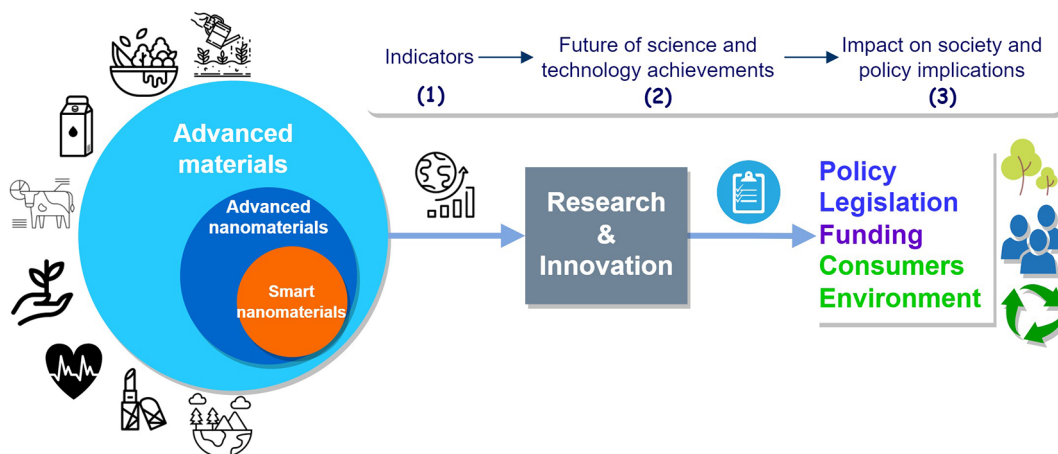 Indicators
(1)
Future of science and
technology achievements
(2)
Impact on society and
policy implications
(3)
Advanced
materials
Advanced
nanomaterials
Smart
nanomaterials
Research
&
Innovation
Policy
Legislation
Funding
Consumers
Environment